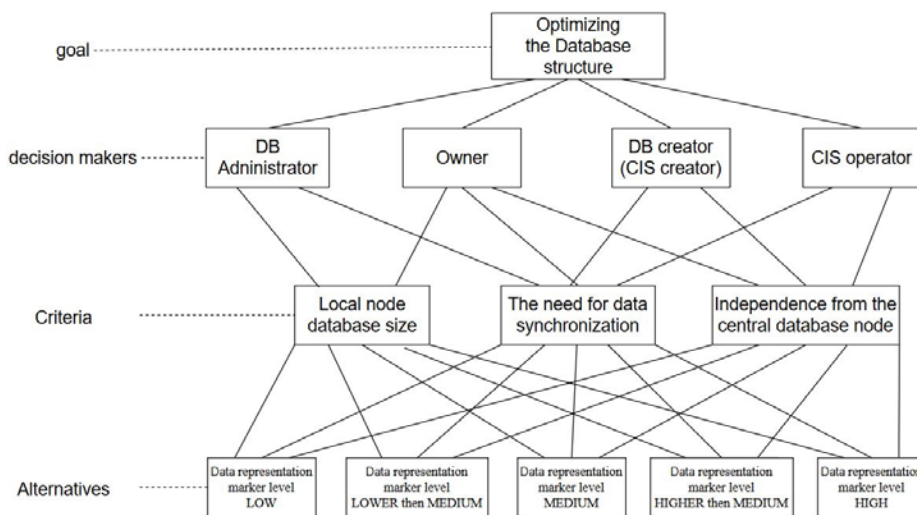 goal
Optimizing
the Database
structure
decision makers
DB
Adninistrator
Owner
DB creator
(CIS creator)
CIS operator
Criteria
Local node
database size
The need for data
synchronization
Independence from the
central database node
Alternatives
Data representation
marker level
LOW
Data representation
marker level
LOWER then MEDIUM
Data representation
marker level
MEDIUM
Data representation
marker level
HIGHER then MEDIUM
Data representation
marker level
HIGH